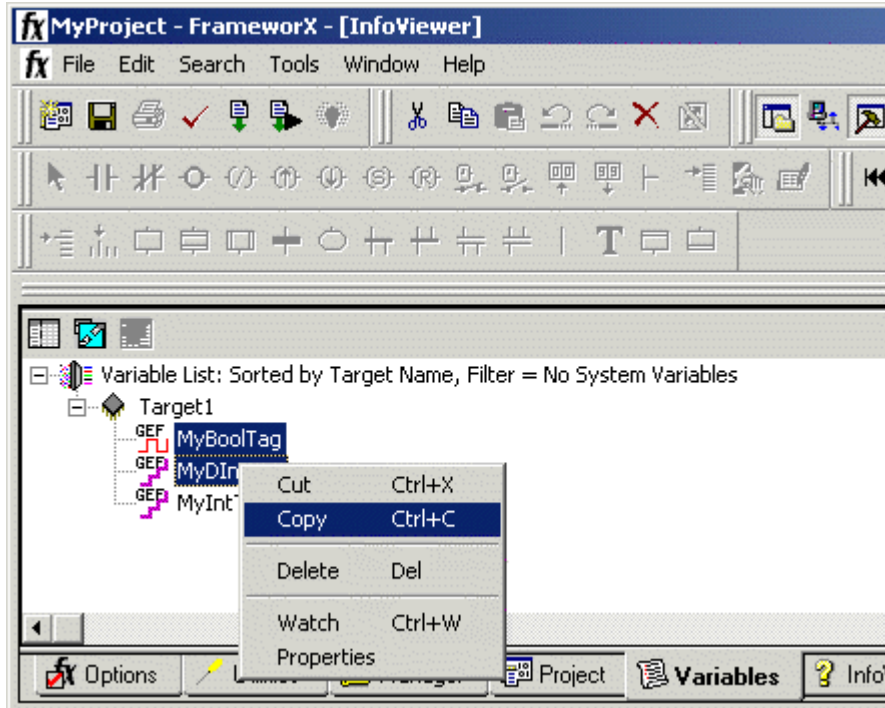 MyProject - FrameworX - [InfoViewer]
File Edit Search Tools Window Help
Variable List: Sorted by Target Name, Filter = No System Variables
Target1
GEF MyBoolTag
GEF MyDIn
GEF MyInt
Cut Ctrl+X
Copy Ctrl+C
Delete Del
Watch Ctrl+W
Properties
Options Project Variables Info